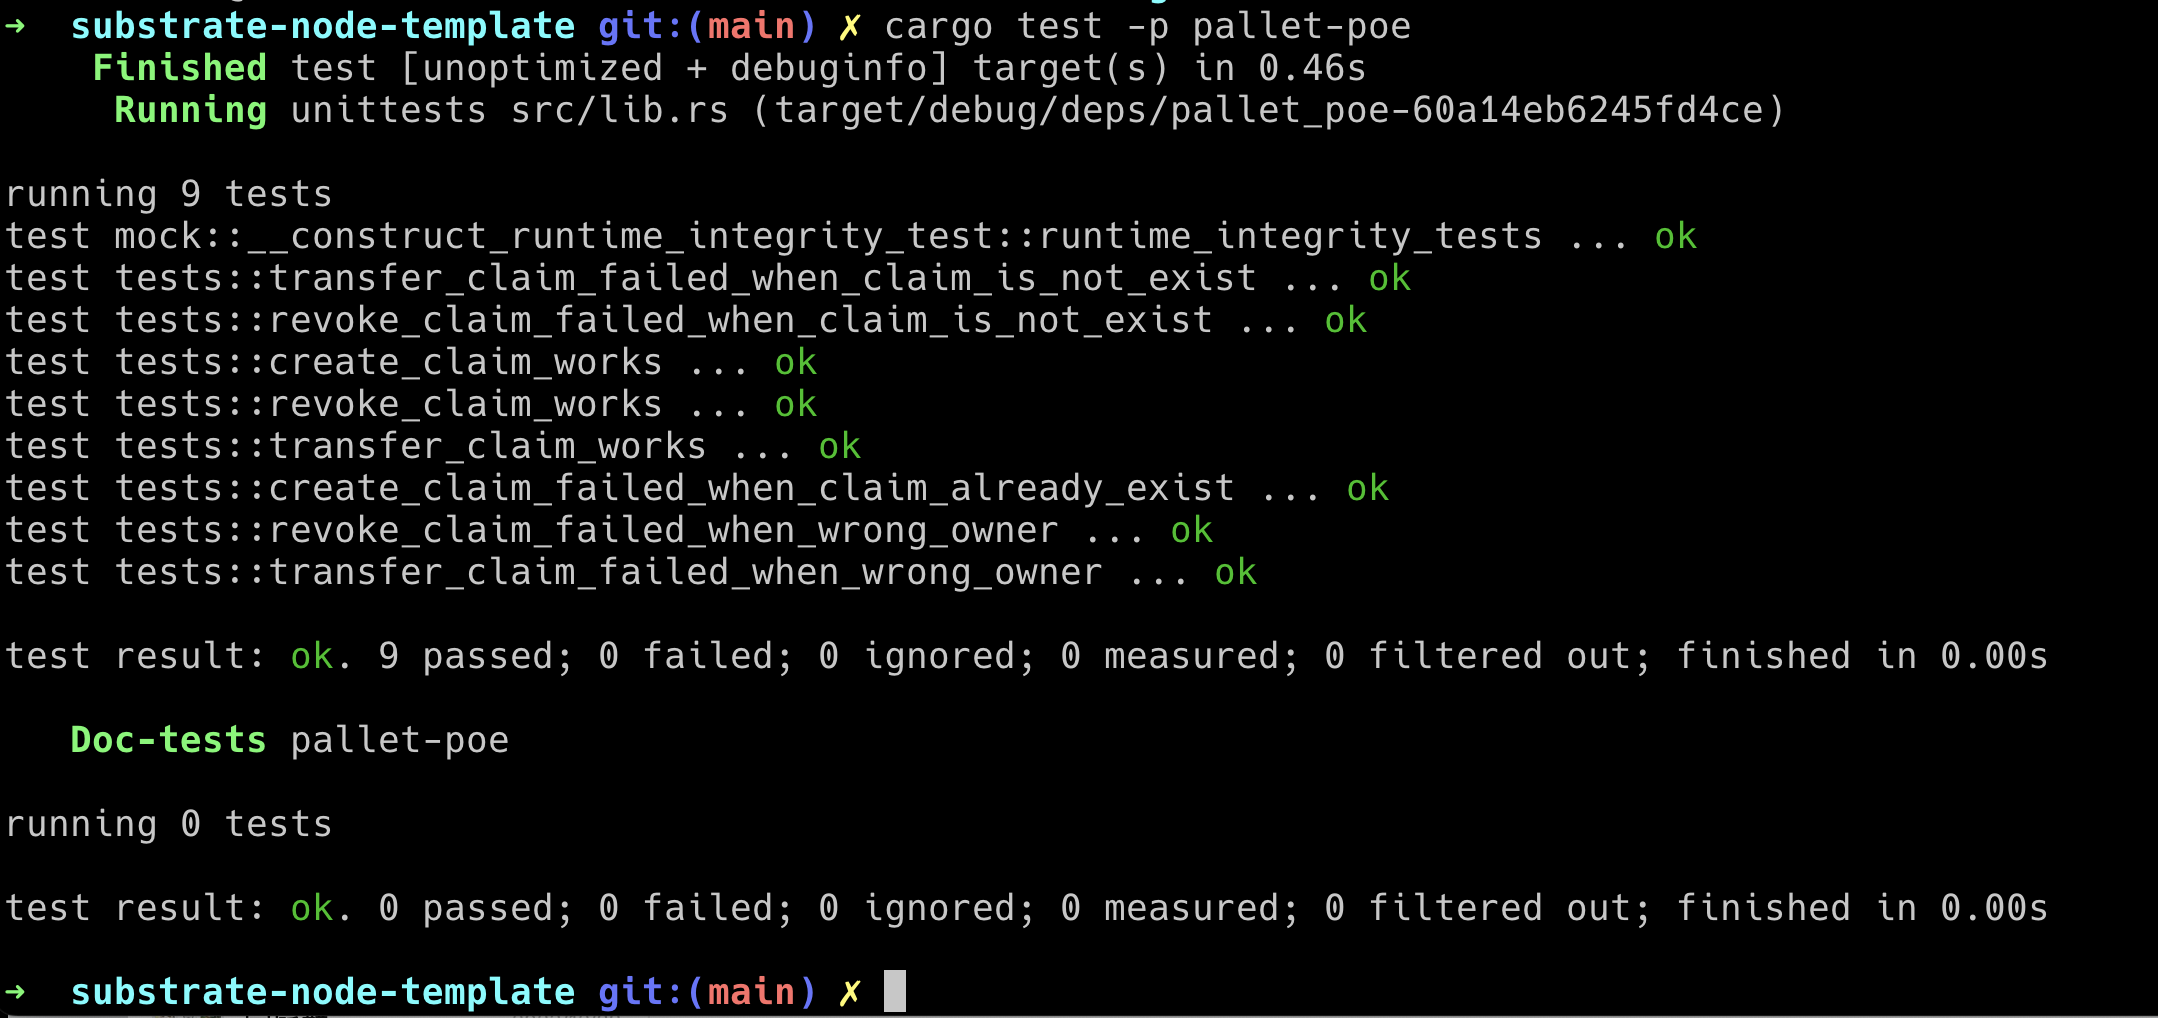 → substrate-node-template git:(main) ✗ cargo test -p pallet-poe
Finished test [unoptimized + debuginfo] target(s) in 0.46s
Running unittests src/lib.rs (target/debug/deps/pallet_poe-60a14eb6245fd4ce)
running 9 tests
test mock::__construct_runtime_integrity_test::runtime_integrity_tests ... ok
test tests::transfer_claim_failed_when_claim_is_not_exist ... ok
test tests::revoke_claim_failed_when_claim_is_not_exist ... ok
test tests::create_claim_works ... ok
test tests::revoke_claim_works ... ok
test tests::transfer_claim_works ... ok
test tests::create_claim_failed_when_claim_already_exist ... ok
test tests::revoke_claim_failed_when_wrong_owner ... ok
test tests::transfer_claim_failed_when_wrong_owner ... ok
test result: ok. 9 passed; 0 failed; 0 ignored; 0 measured; 0 filtered out; finished in 0.00s
Doc-tests pallet-poe
running 0 tests
test result: ok. 0 passed; 0 failed; 0 ignored; 0 measured; 0 filtered out; finished in 0.00s
→ substrate-node-template git:(main) ✗